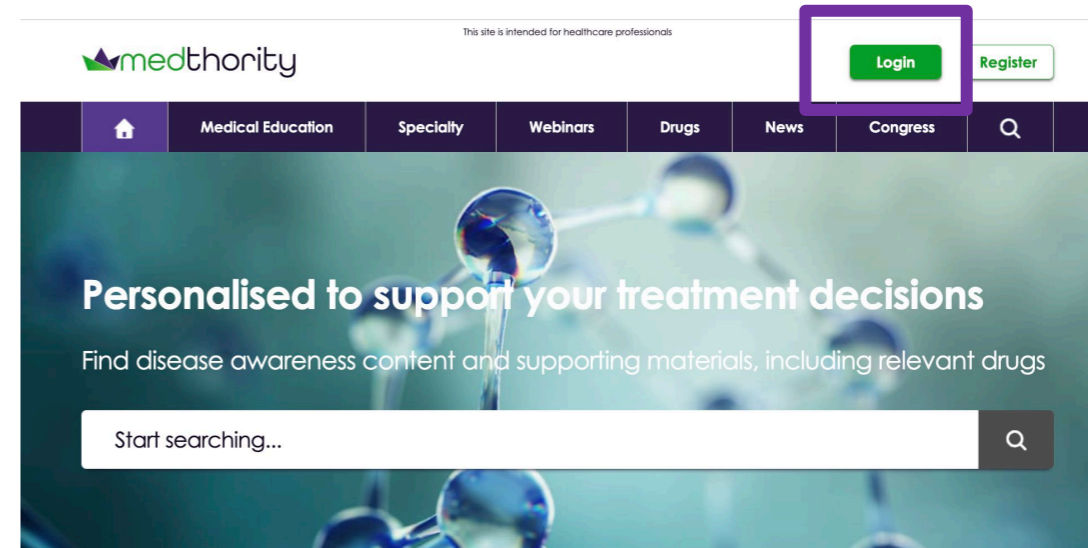 This site is intended for healthcare professionals
medthority
Login
Register
Medical Education
Specialty
Webinars
Drugs
News
Congress
Personalised to support your treatment decisions
Find disease awareness content and supporting materials, including relevant drugs
Start searching...